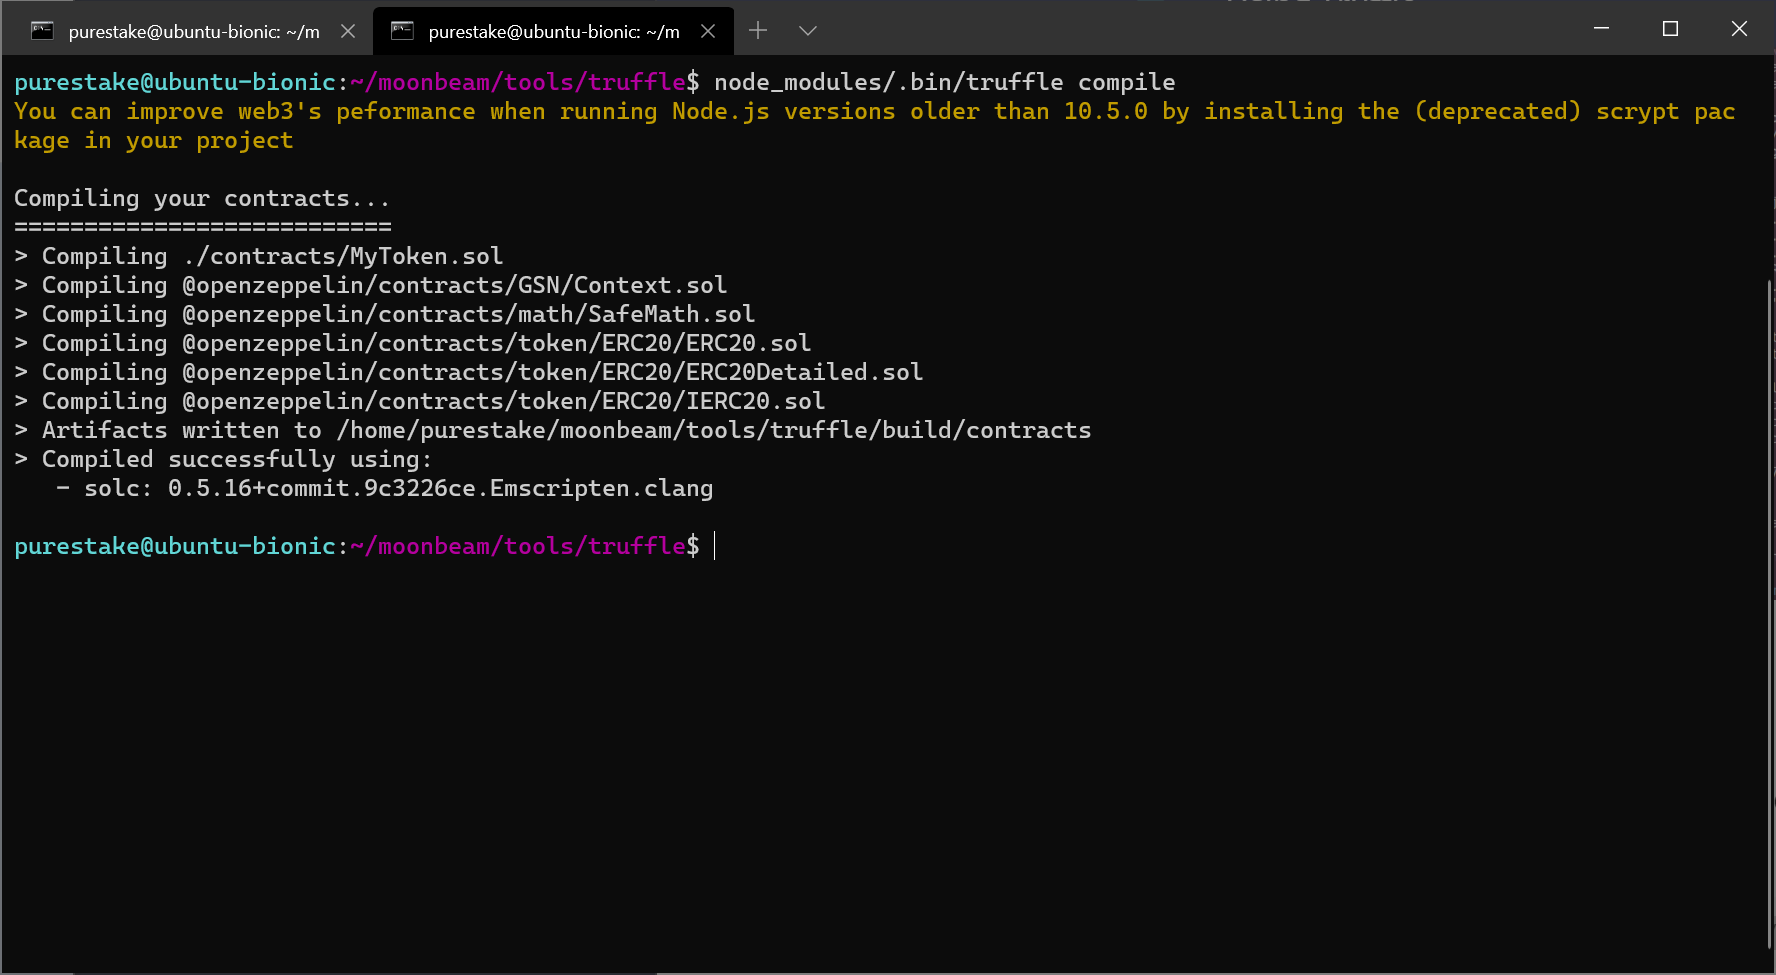 purestake@ubuntu-bionic: ~/m
purestake@ubuntu-bionic: ~/m
purestake@ubuntu-bionic:~/moonbeam/tools/truffle$ node_modules/.bin/truffle compile
You can improve web3's peformance when running Node.js versions older than 10.5.0 by installing the (deprecated) scrypt pac
kage in your project
Compiling your contracts...
===========================
> Compiling ./contracts/MyToken.sol
> Compiling @openzeppelin/contracts/GSN/Context.sol
> Compiling @openzeppelin/contracts/math/SafeMath.sol
> Compiling @openzeppelin/contracts/token/ERC20/ERC20.sol
> Compiling @openzeppelin/contracts/token/ERC20/ERC20Detailed.sol
> Compiling @openzeppelin/contracts/token/ERC20/IERC20.sol
> Artifacts written to /home/purestake/moonbeam/tools/truffle/build/contracts
> Compiled successfully using:
   - solc: 0.5.16+commit.9c3226ce.Emscripten.clang
purestake@ubuntu-bionic:~/moonbeam/tools/truffle$